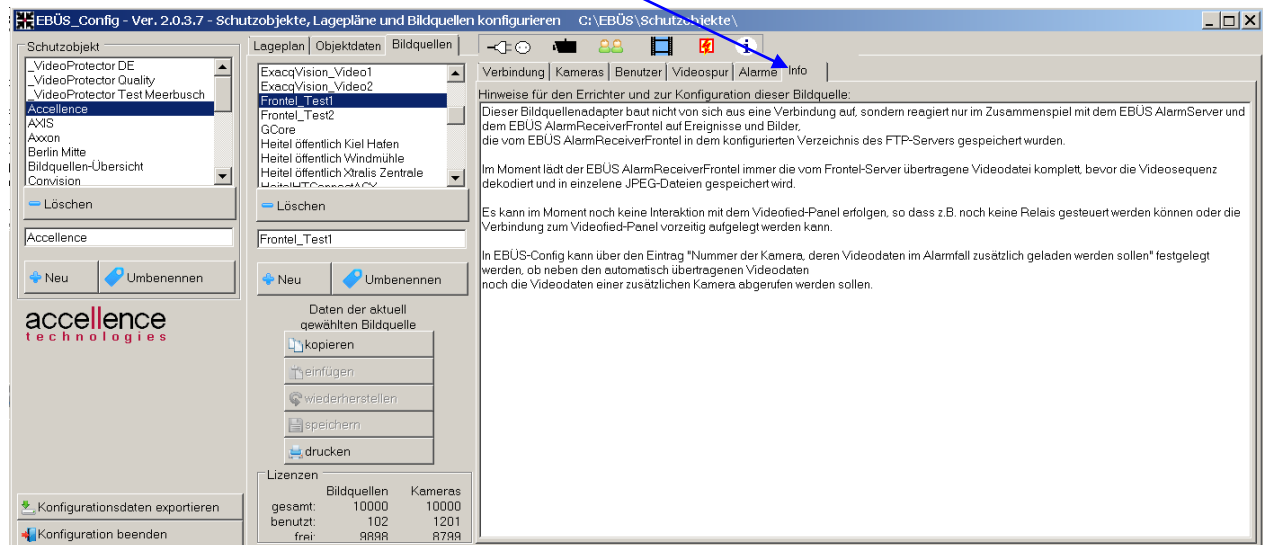 EBÜS_Config - Ver. 2.0.3.7 - Schutzobjekte, Lagepläne und Bildquellen konfigurieren C:\EBÜS\Schutzobjekte\
Schutzobjekt
_VideoProtector DE
_VideoProtector Quality
_VideoProtector Test Meerbusch
Accellence
AXIS
Axxon
Berlin Mitte
Bildquellen-Übersicht
Convision
Löschen
Accellence
Neu
Umbenennen
accellence
technologies
Konfigurationsdaten exportieren
Konfiguration beenden
Lageplan Objektdaten Bildquellen
ExacqVision_Video1
ExacqVision_Video2
Frontel_Test1
Frontel_Test2
GCore
Heitel öffentlich Kiel Hafen
Heitel öffentlich Windmühle
Heitel öffentlich Xtralis Zentrale
HeitelHTConnectACX
Löschen
Frontel_Test1
Neu
Umbenennen
Daten der aktuell
gewählten Bildquelle
kopieren
einfügen
wiederherstellen
speichern
drucken
Lizenzen
Bildquellen Kameras
gesamt: 10000 10000
benutzt: 102 1201
frei: 9898 8799
Verbindung Kameras Benutzer Videospur Alarme Info
Hinweise für den Errichter und zur Konfiguration dieser Bildquelle:
Dieser Bildquellenadapter baut nicht von sich aus eine Verbindung auf, sondern reagiert nur im Zusammenspiel mit dem EBÜS AlarmServer und
dem EBÜS AlarmReceiverFrontel auf Ereignisse und Bilder,
die vom EBÜS AlarmReceiverFrontel in dem konfigurierten Verzeichnis des FTP-Servers gespeichert wurden.
Im Moment lädt der EBÜS AlarmReceiverFrontel immer die vom Frontel-Server übertragene Videodatei komplett, bevor die Videosequenz
dekodiert und in einzelene JPEG-Dateien gespeichert wird.
Es kann im Moment noch keine Interaktion mit dem Videofied-Panel erfolgen, so dass z.B. noch keine Relais gesteuert werden können oder die
Verbindung zum Videofied-Panel vorzeitig aufgelegt werden kann.
In EBÜS-Config kann über den Eintrag "Nummer der Kamera, deren Videodaten im Alarmfall zusätzlich geladen werden sollen" festgelegt
werden, ob neben den automatisch übertragenen Videodaten
noch die Videodaten einer zusätzlichen Kamera abgerufen werden sollen.